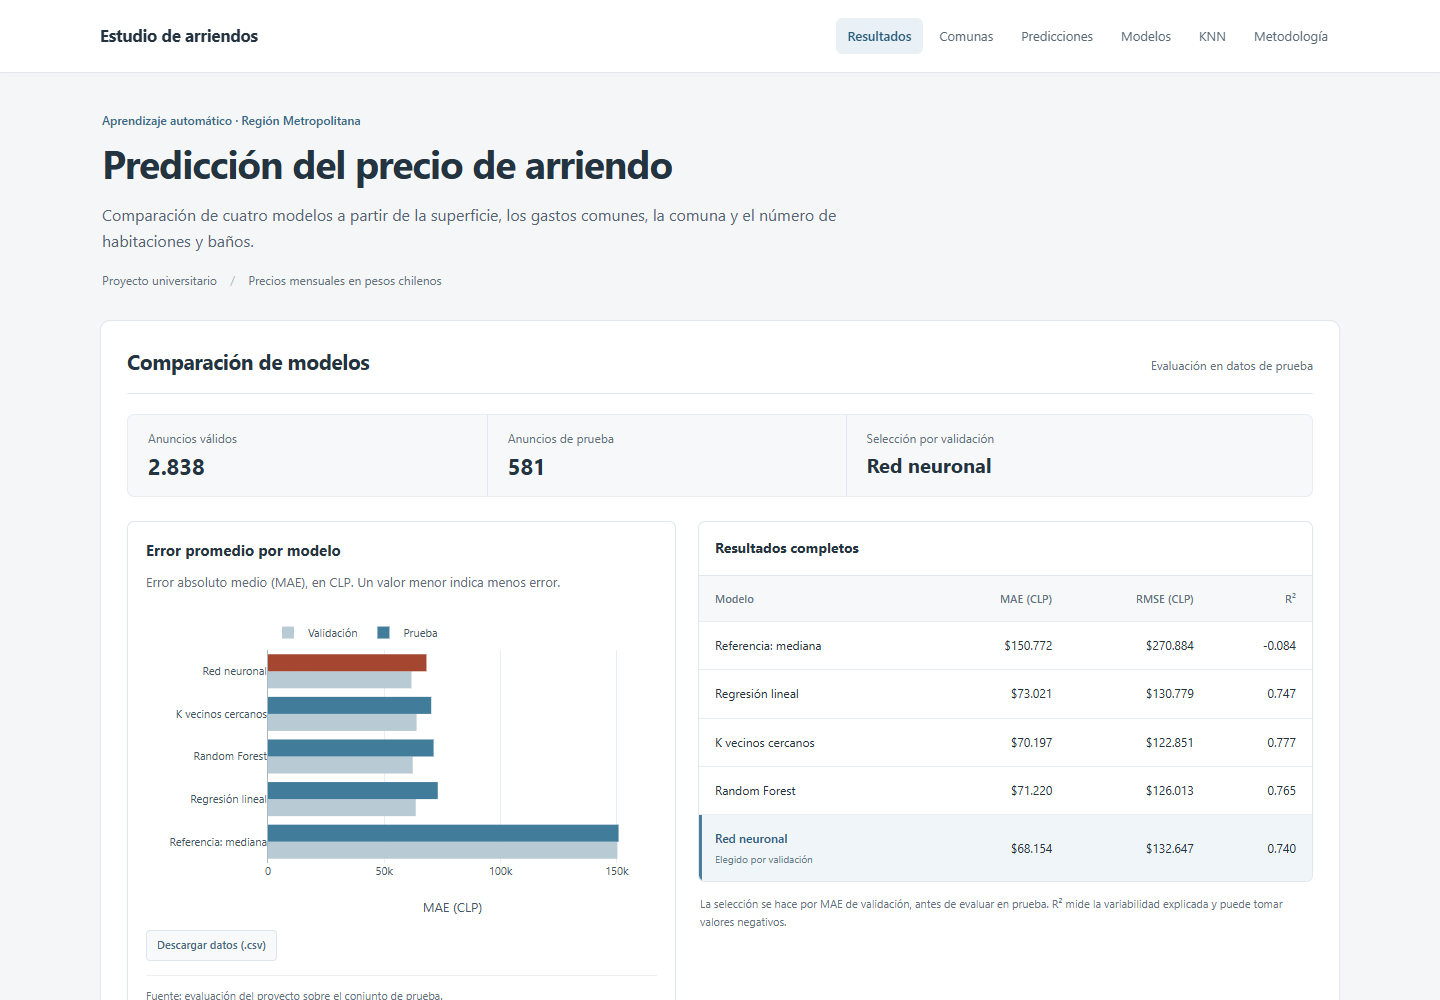 Estudio de arriendos
Resultados
Comunas
Predicciones
Modelos
KNN
Metodología
Aprendizaje automático · Región Metropolitana
Predicción del precio de arriendo
Comparación de cuatro modelos a partir de la superficie, los gastos comunes, la comuna y el número de
habitaciones y baños.
Proyecto universitario / Precios mensuales en pesos chilenos
Comparación de modelos
Evaluación en datos de prueba
Anuncios válidos
2.838
Anuncios de prueba
581
Selección por validación
Red neuronal
Error promedio por modelo
Error absoluto medio (MAE), en CLP. Un valor menor indica menos error.
Validación
Prueba
Red neuronal
K vecinos cercanos
Random Forest
Regresión lineal
Referencia: mediana
0
50k
100k
150k
MAE (CLP)
Descargar datos (.csv)
Fuente: evaluación del proyecto sobre el conjunto de prueba.
Resultados completos
Modelo MAE (CLP) RMSE (CLP) R²
Referencia: mediana $150.772 $270.884 -0.084
Regresión lineal $73.021 $130.779 0.747
K vecinos cercanos $70.197 $122.851 0.777
Random Forest $71.220 $126.013 0.765
Red neuronal $68.154 $132.647 0.740
Elegido por validación
La selección se hace por MAE de validación, antes de evaluar en prueba. R² mide la variabilidad explicada y puede tomar
valores negativos.